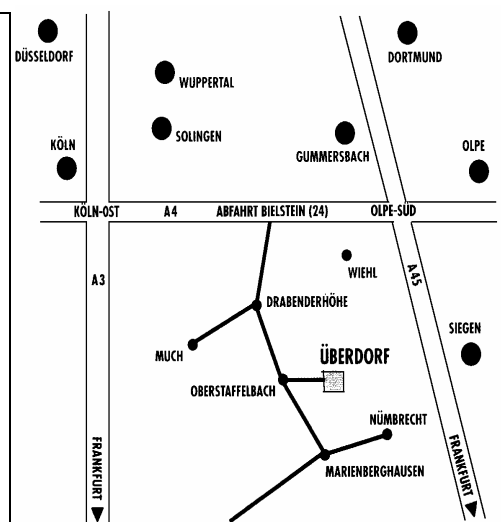 DÜSSELDORF
DORTMUND
WUPPERTAL
SOLINGEN
KÖLN
GUMMERSBACH
OLPE
KÖLN-OST A4 ABFAHRT BIELSTEIN (24) OLPE-SÜD
WIEHL
A3
A45
DRABENDERHÖHE
SIEGEN
MUCH
ÜBERDORF
OBERSTAFFELBACH
NÜMBRECHT
MARIENBERGHAUSEN
FRANKFURT
FRANKFURT